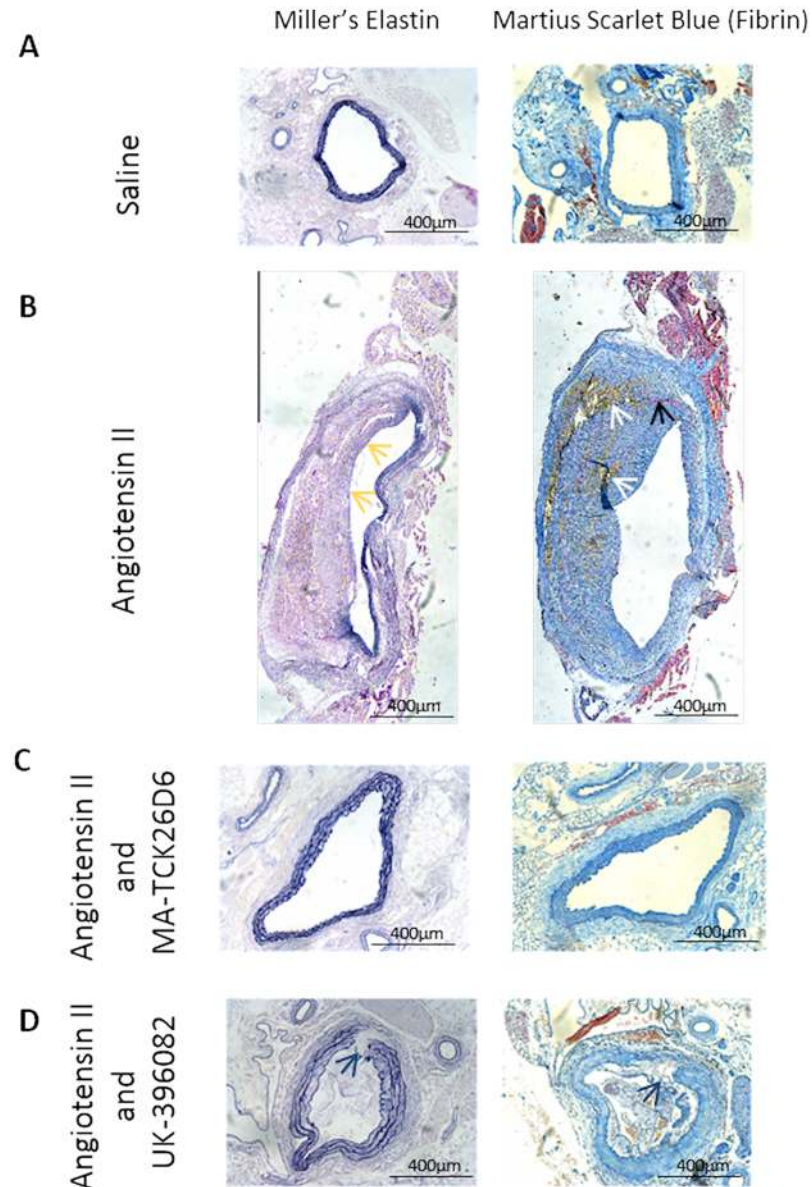 Miller's Elastin
Martius Scarlet Blue (Fibrin)
A
Saline
400µm
400µm
B
Angiotensin II
400µm
400µm
C
Angiotensin II
and
MA-TCK26D6
400µm
400µm
D
Angiotensin II
and
UK-396082
400µm
400µm